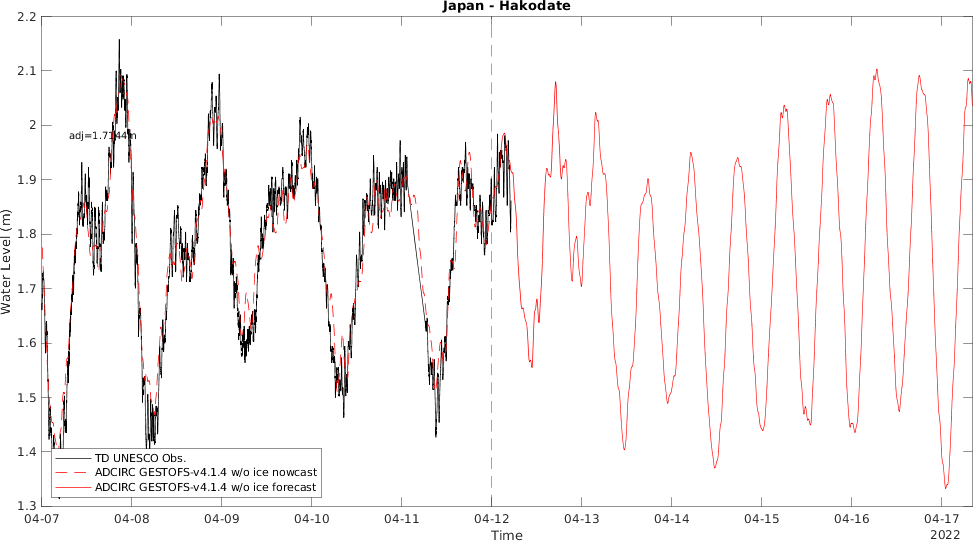 Japan - Hakodate
2.2
2.1
2
1.9
1.8
1.7
1.6
1.5
1.4
1.3
Water Level (m)
adj=1.7144m
TD UNESCO Obs.
ADCIRC GESTOFS-v4.1.4 w/o ice nowcast
ADCIRC GESTOFS-v4.1.4 w/o ice forecast
04-07 04-08 04-09 04-10 04-11 04-12 04-13 04-14 04-15 04-16 04-17
Time
2022